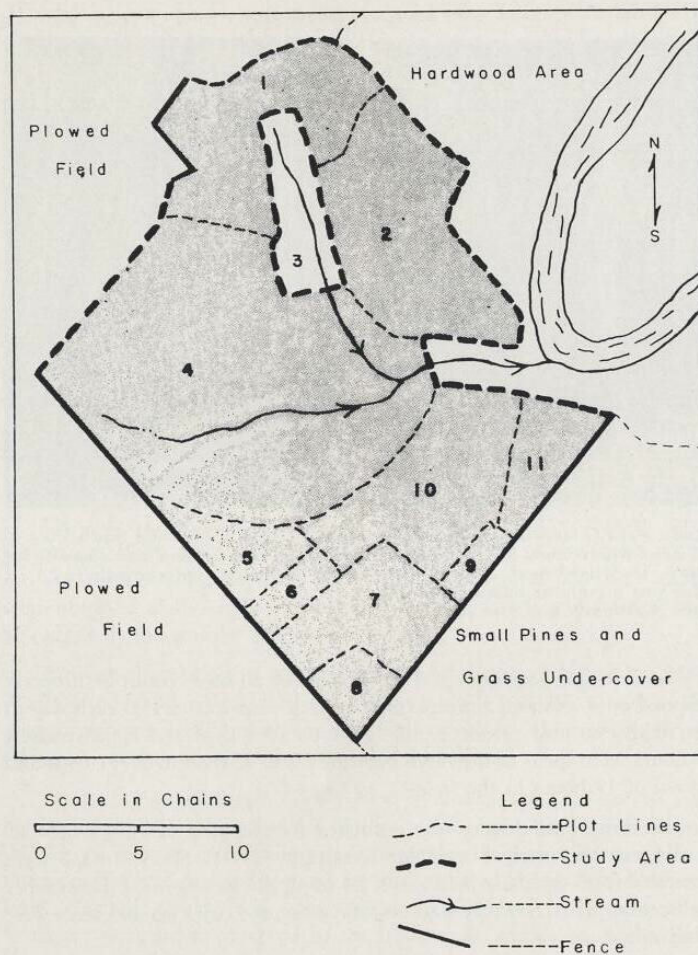 Hardwood Area
1
Plowed
Field
N
S
2
3
4
11
10
5
9
6
7
Plowed
Field
Small Pines and
Grass Undercover
8
Scale in Chains
0 5 10
Legend
Plot Lines
Study Area
Stream
Fence